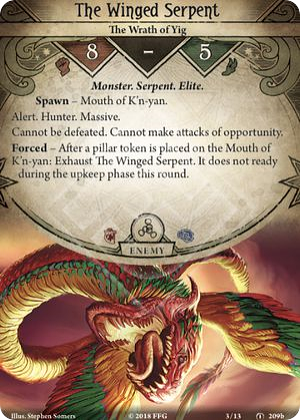 The Winged Serpent
The Wrath of Yig
8 – 5
Monster. Serpent. Elite.
Spawn – Mouth of K'n-yan.
Alert. Hunter. Massive.
Cannot be defeated. Cannot make attacks of opportunity.
Forced – After a pillar token is placed on the Mouth of
K'n-yan: Exhaust The Winged Serpent. It does not ready
during the upkeep phase this round.
ENEMY
Illus. Stephen Somers © 2018 FFG 3/13 209b